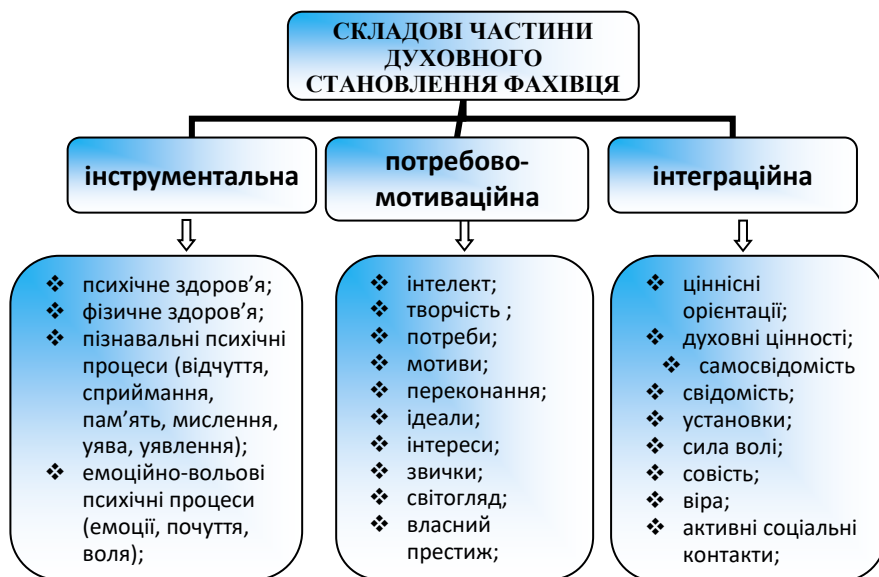 СКЛАДОВІ ЧАСТИНИ
ДУХОВНОГО
СТАНОВЛЕННЯ ФАХІВЦЯ
інструментальна
потребово-
мотиваційна
інтеграційна
❖ психічне здоров’я;
❖ фізичне здоров’я;
❖ пізнавальні психічні
процеси (відчуття,
сприймання,
пам’ять, мислення,
уява, уявлення);
❖ емоційно-вольові
психічні процеси
(емоції, почуття,
воля);
❖ інтелект;
❖ творчість ;
❖ потреби;
❖ мотиви;
❖ переконання;
❖ ідеали;
❖ інтереси;
❖ звички;
❖ світогляд;
❖ власний
престиж;
❖ ціннісні
орієнтації;
❖ духовні цінності;
❖ самосвідомість
❖ свідомість;
❖ установки;
❖ сила волі;
❖ совість;
❖ віра;
❖ активні соціальні
контакти;